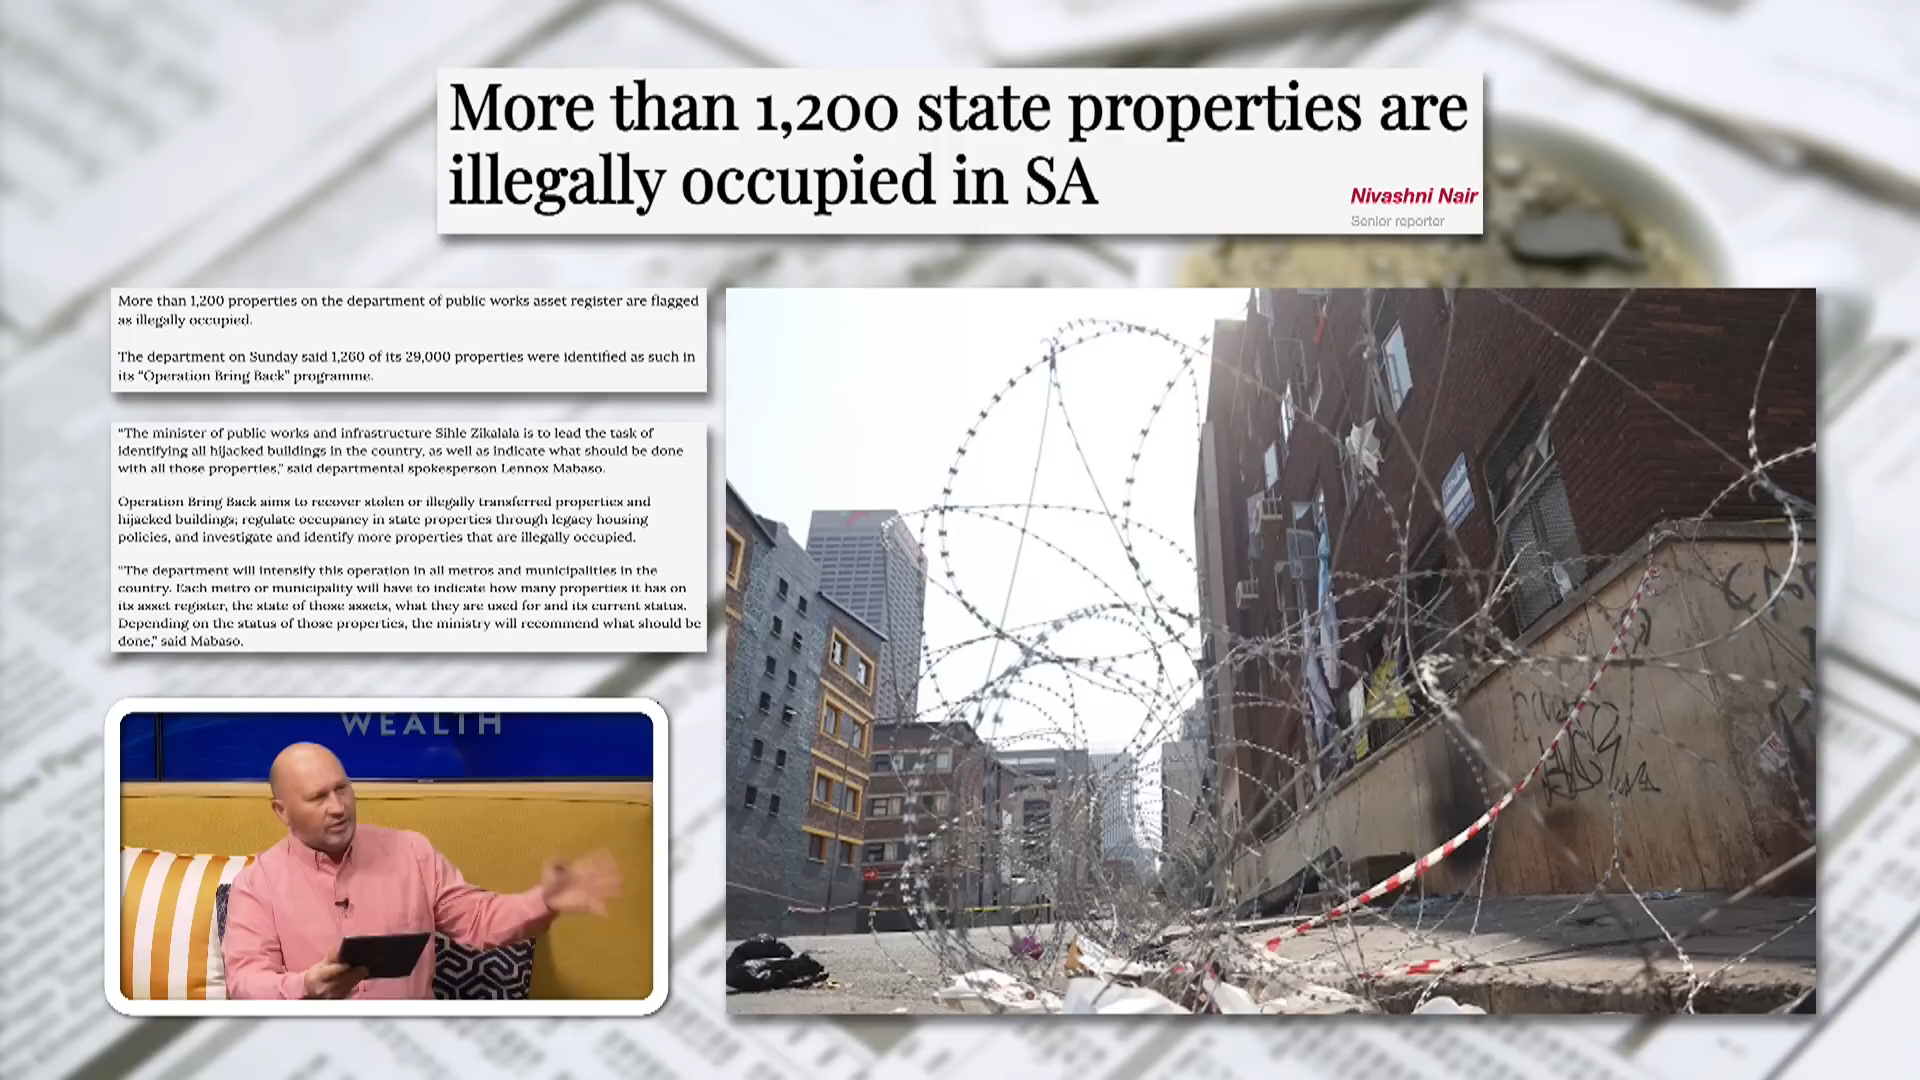 More than 1,200 state properties are
illegally occupied in SA
Nivashni Nair
Senior reporter
More than 1,200 properties on the department of public works asset register are flagged
as illegally occupied.
The department on Sunday said 1,260 of its 29,000 properties were identified as such in
its “Operation Bring Back” programme.
“The minister of public works and infrastructure Sihle Zikalala is to lead the task of
identifying all hijacked buildings in the country, as well as indicate what should be done
with all those properties,” said departmental spokesperson Lennox Mabaso.
Operation Bring Back aims to recover stolen or illegally transferred properties and
hijacked buildings; regulate occupancy in state properties through legacy housing
policies, and investigate and identify more properties that are illegally occupied.
“The department will intensify this operation in all metros and municipalities in the
country. Each metro or municipality will have to indicate how many properties it has on
its asset register, the state of those assets, what they are used for and its current status.
Depending on the status of those properties, the ministry will recommend what should be
done,” said Mabaso.
WEALTH